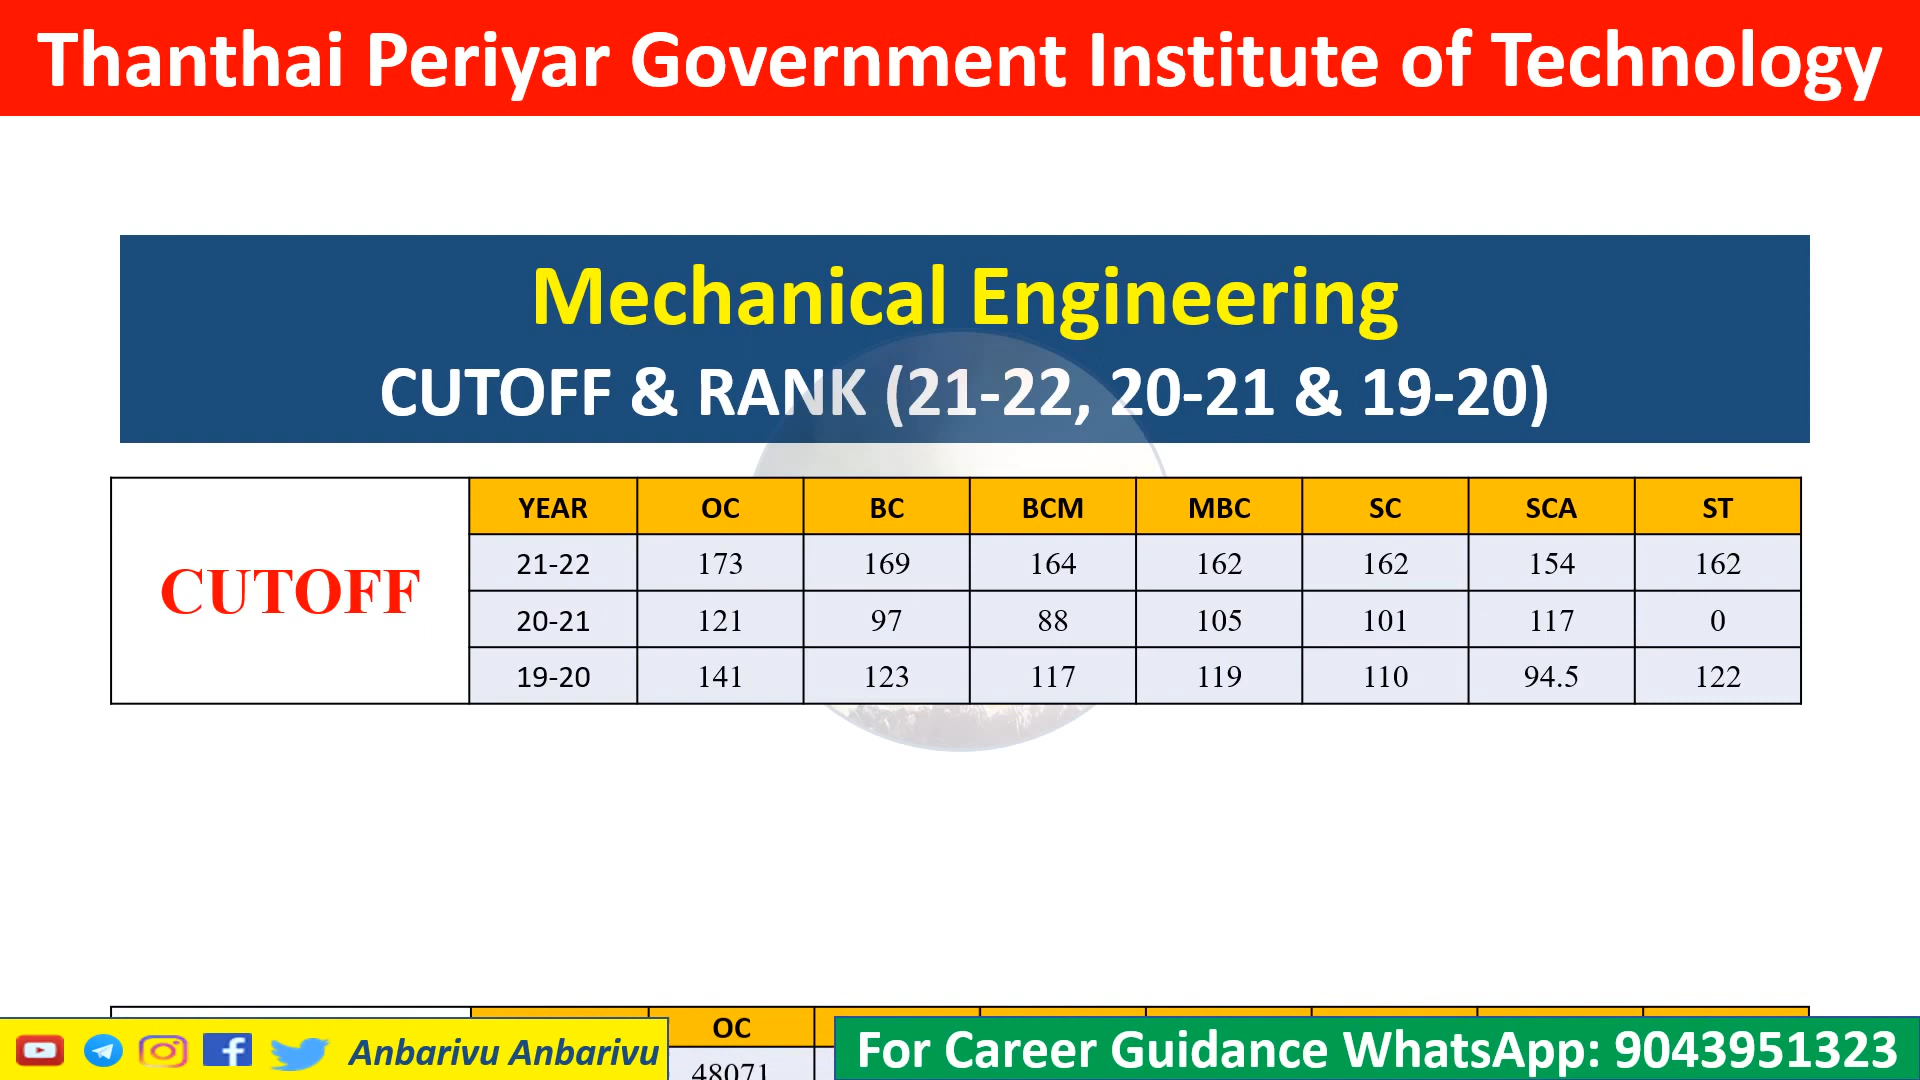 Thanthai Periyar Government Institute of Technology
Mechanical Engineering
CUTOFF & RANK (21-22, 20-21 & 19-20)
CUTOFF
YEAR OC BC BCM MBC SC SCA ST
21-22 173 169 164 162 162 154 162
20-21 121 97 88 105 101 117 0
19-20 141 123 117 119 110 94.5 122
OC
48071
Anbarivu Anbarivu
For Career Guidance WhatsApp: 9043951323